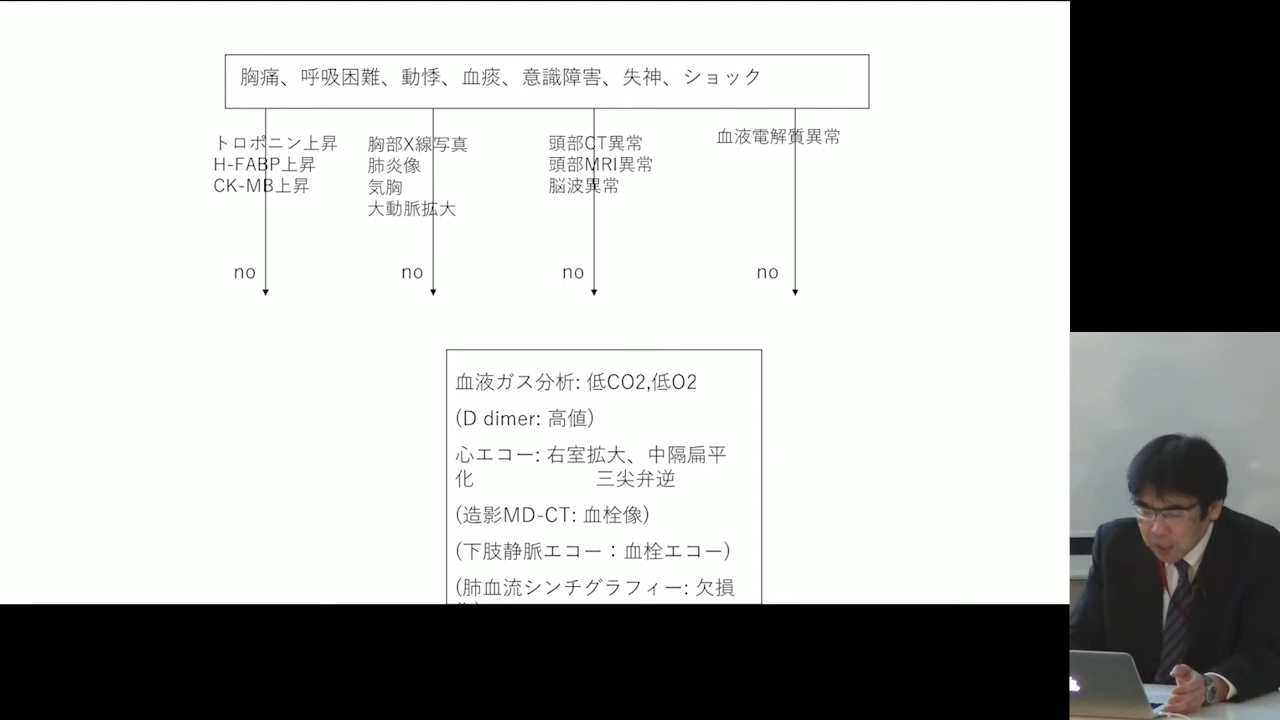 胸痛、呼吸困難、動悸、血痰、意識障害、失神、ショック
トロポニン上昇
H-FABP上昇
CK-MB上昇
胸部X線写真
肺炎像
気胸
大動脈拡大
頭部CT異常
頭部MRI異常
脳波異常
血液電解質異常
no
no
no
no
血液ガス分析: 低CO2,低O2
(D dimer: 高値)
心エコー: 右室拡大、中隔扁平
化 三尖弁逆
(造影MD-CT: 血栓像)
(下肢静脈エコー：血栓エコー)
(肺血流シンチグラフィー: 欠損